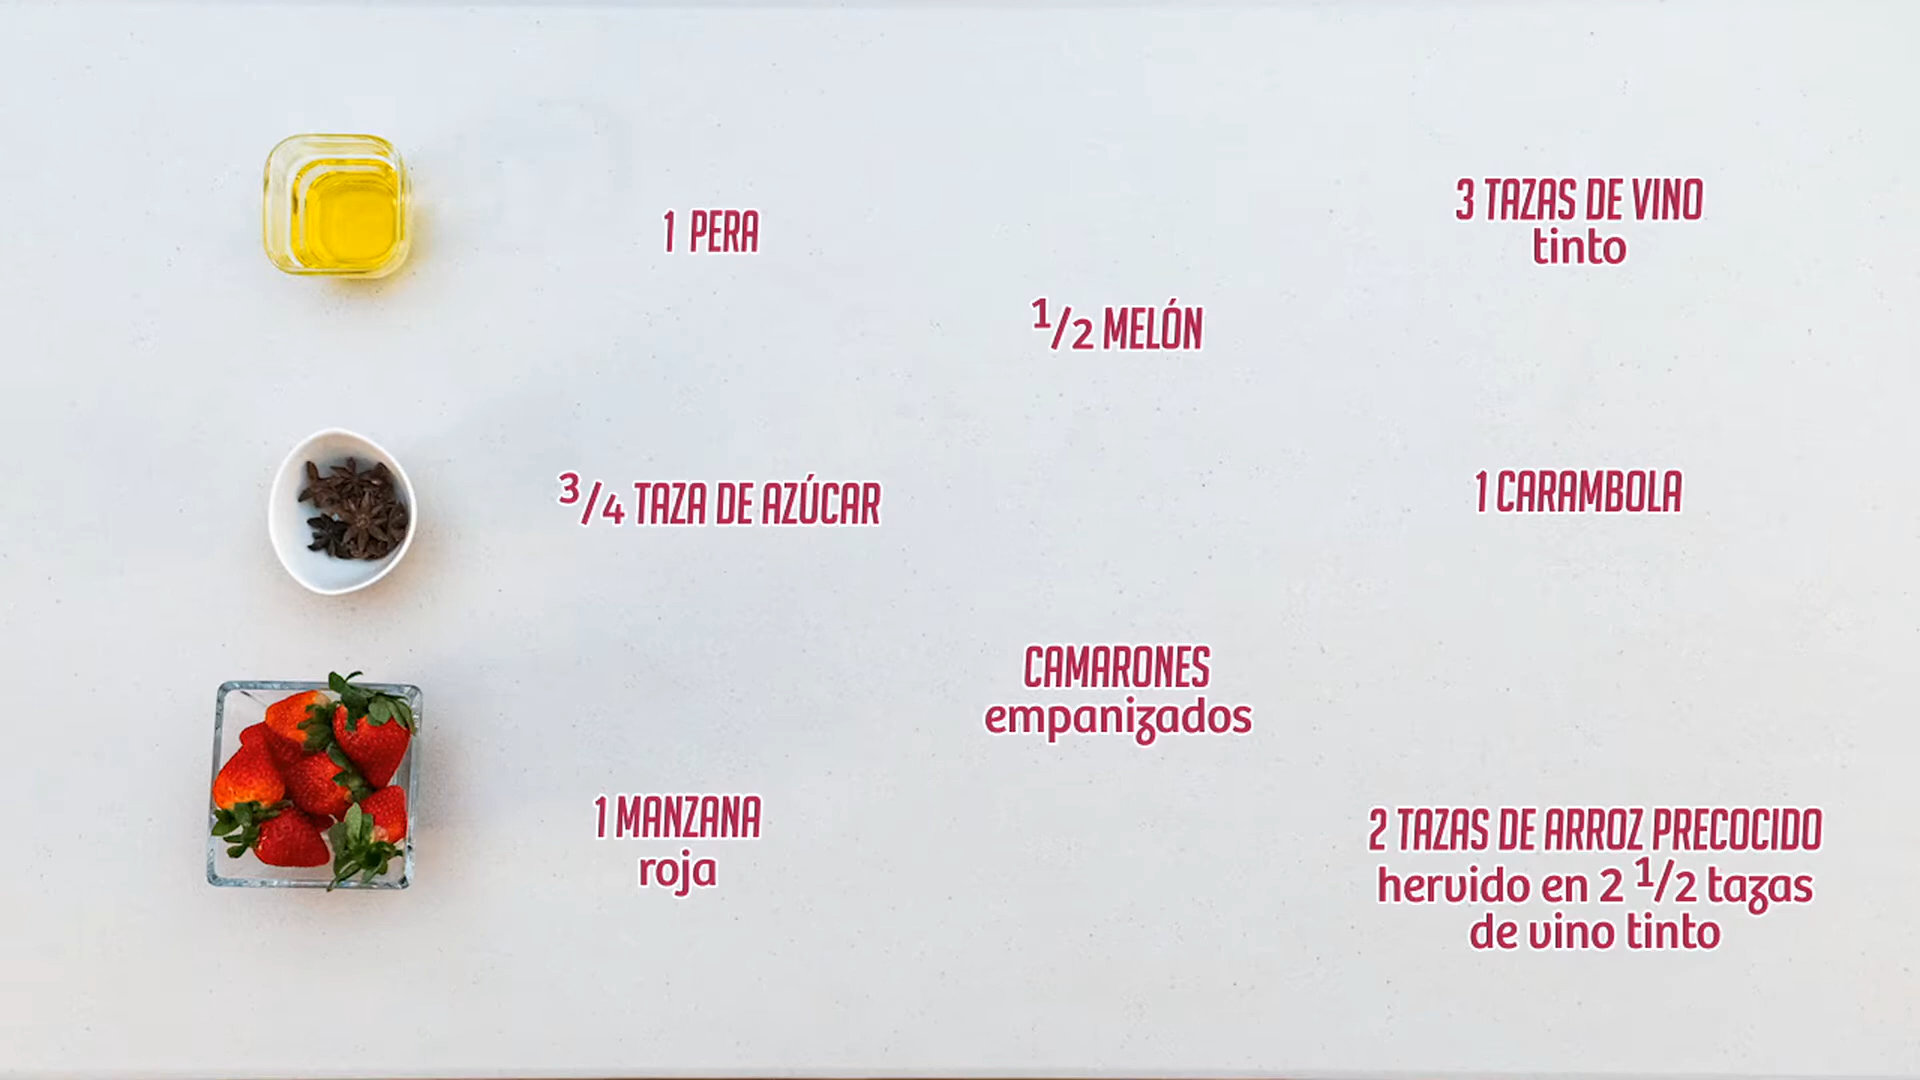 1 PERA
3 TAZAS DE VINO
tinto
1/2 MELÓN
3/4 TAZA DE AZÚCAR
1 CARAMBOLA
CAMARONES
empanizados
1 MANZANA
roja
2 TAZAS DE ARROZ PRECOCIDO
hervido en 2 1/2 tazas
de vino tinto